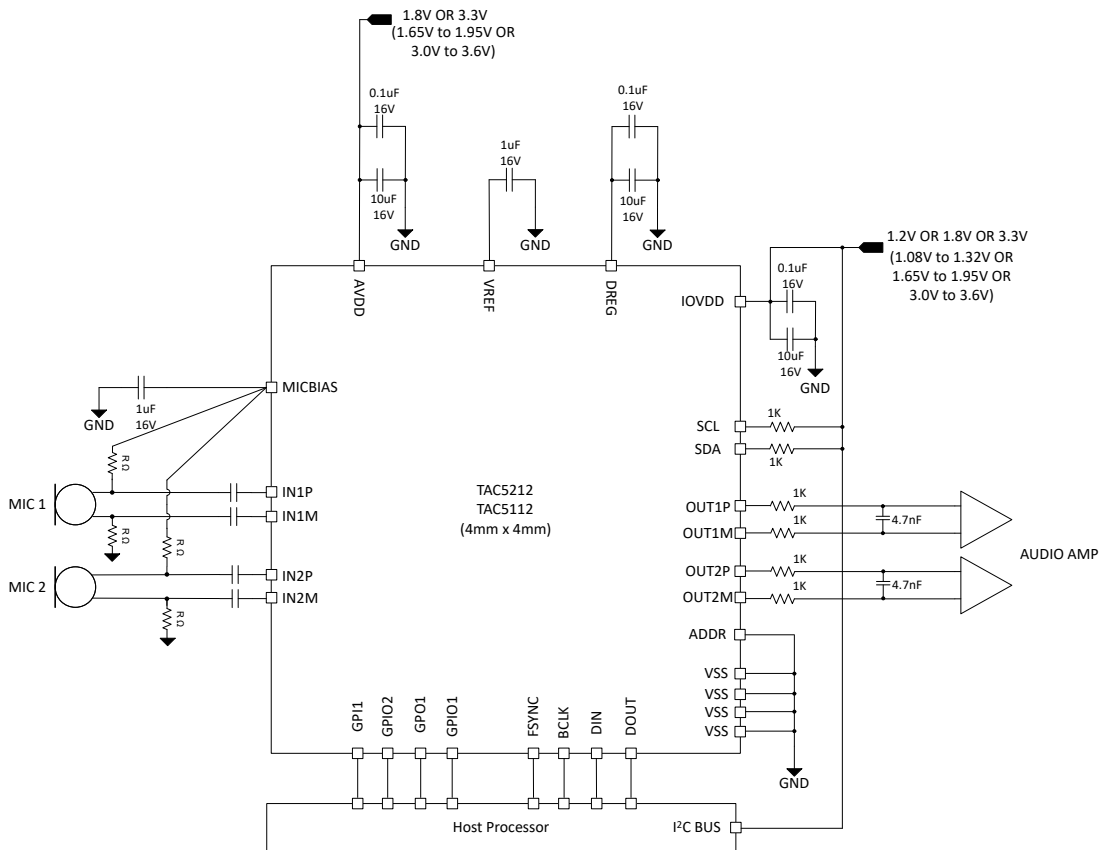 1.8V OR 3.3V
(1.65V to 1.95V OR
3.0V to 3.6V)
0.1uF
16V
10uF
16V
GND
1uF
16V
GND
0.1uF
16V
10uF
16V
GND
1.2V OR 1.8V OR 3.3V
(1.08V to 1.32V OR
1.65V to 1.95V OR
3.0V to 3.6V)
0.1uF
16V
10uF
16V
GND
AVDD
VREF
DREG
IOVDD
MICBIAS
1uF
16V
GND
R Ω
R Ω
R Ω
R Ω
MIC 1
MIC 2
IN1P
IN1M
IN2P
IN2M
TAC5212
TAC5112
(4mm x 4mm)
SCL
1K
SDA
1K
OUT1P
1K
OUT1M
1K
4.7nF
OUT2P
1K
OUT2M
1K
4.7nF
AUDIO AMP
ADDR
VSS
VSS
VSS
VSS
GND
GPI1
GPIO2
GPO1
GPIO1
FSYNC
BCLK
DIN
DOUT
Host Processor
I²C BUS